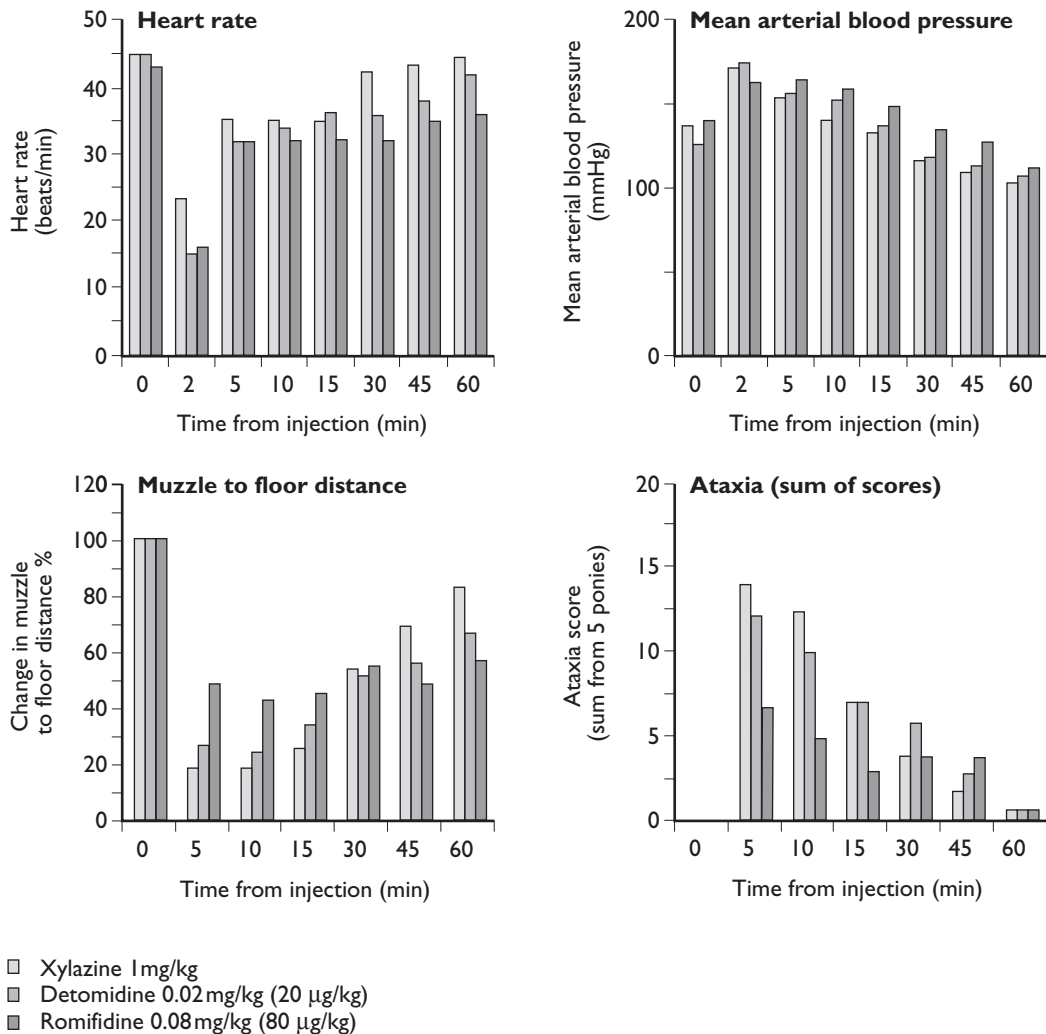 Heart rate
50
40
30
20
10
0
Heart rate
(beats/min)
0 2 5 10 15 30 45 60
Time from injection (min)
Mean arterial blood pressure
200
100
0
Mean arterial blood pressure
(mmHg)
0 2 5 10 15 30 45 60
Time from injection (min)
Muzzle to floor distance
120
100
80
60
40
20
0
Change in muzzle
to floor distance %
0 5 10 15 30 45 60
Time from injection (min)
Ataxia (sum of scores)
20
15
10
5
0
Ataxia score
(sum from 5 ponies)
0 5 10 15 30 45 60
Time from injection (min)
Xylazine 1mg/kg
Detomidine 0.02mg/kg (20 µg/kg)
Romifidine 0.08mg/kg (80 µg/kg)